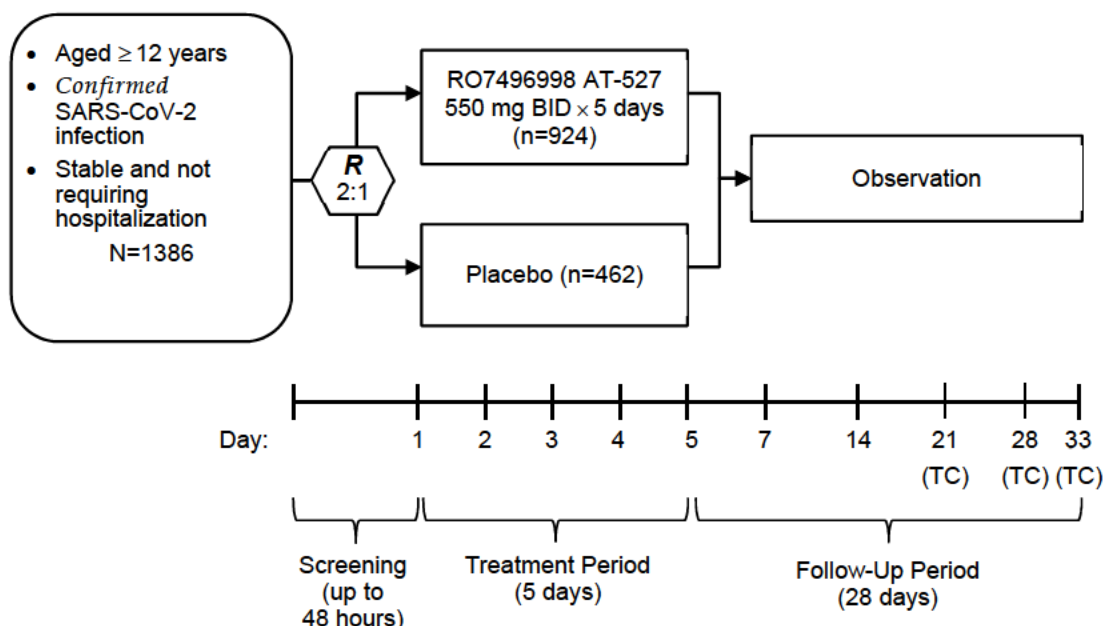 • Aged ≥ 12 years
• Confirmed
SARS-CoV-2
infection
• Stable and not
requiring
hospitalization
N=1386
R
2:1
RO7496998 AT-527
550 mg BID × 5 days
(n=924)
Placebo (n=462)
Observation
Day: 1 2 3 4 5 7 14 21 28 33
(TC) (TC) (TC)
Screening
(up to
48 hours)
Treatment Period
(5 days)
Follow-Up Period
(28 days)